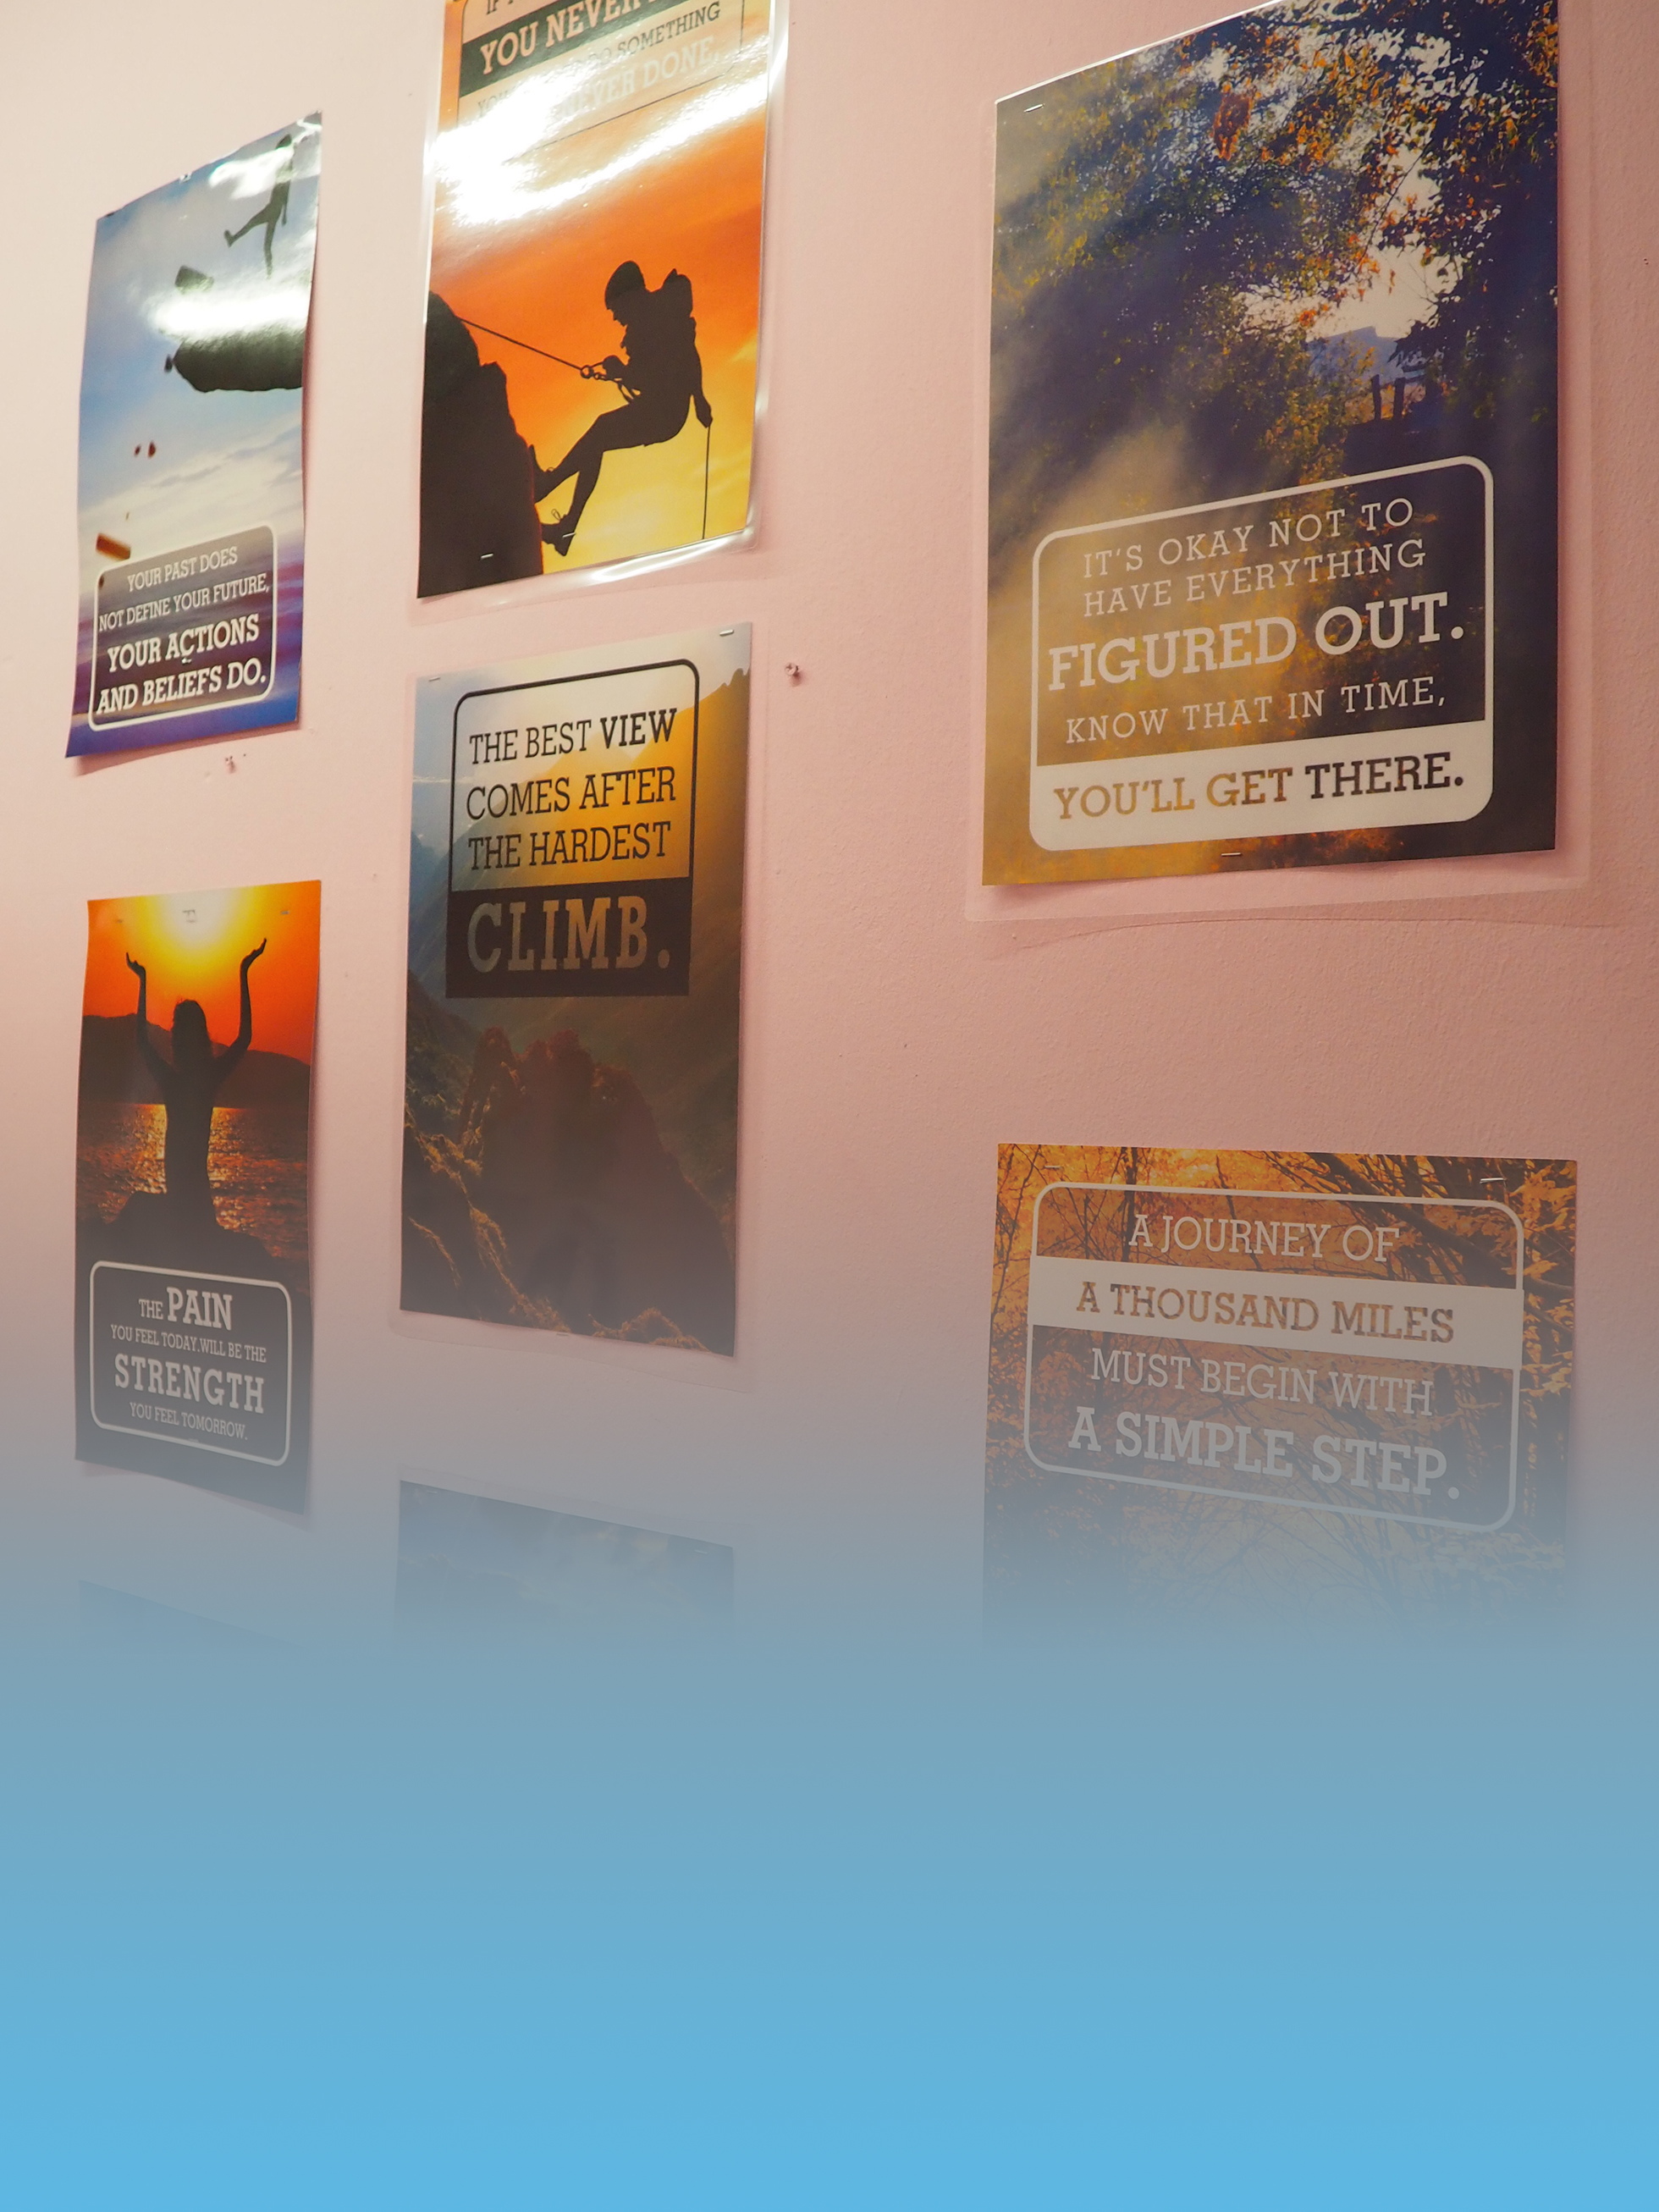 YOU NEVER
SOMETHING
NEVER DONE,
YOUR PAST DOES
NOT DEFINE YOUR FUTURE,
YOUR ACTIONS
AND BELIEFS DO.
THE BEST VIEW
COMES AFTER
THE HARDEST
CLIMB.
IT'S OKAY NOT TO
HAVE EVERYTHING
FIGURED OUT.
KNOW THAT IN TIME,
YOU'LL GET THERE.
THE PAIN
YOU FEEL TODAY.WILL BE THE
STRENGTH
YOU FEEL TOMORROW.
A JOURNEY OF
A THOUSAND MILES
MUST BEGIN WITH
A SIMPLE STEP.